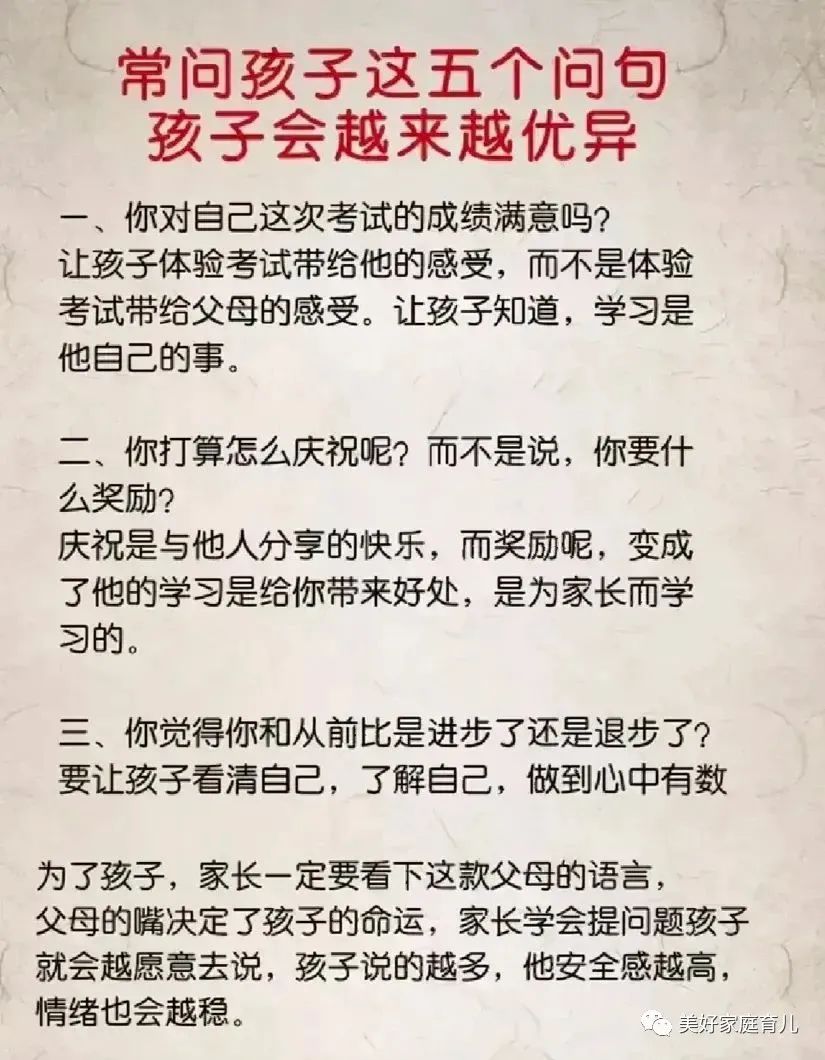 常问孩子这五个问句
孩子会越来越优异
一、你对自己这次考试的成绩满意吗？
让孩子体验考试带给他的感受，而不是体验
考试带给父母的感受。让孩子知道，学习是
他自己的事。
二、你打算怎么庆祝呢？而不是说，你要什
么奖励？
庆祝是与他人分享的快乐，而奖励呢，变成
了他的学习是给你带来好处，是为家长而学
习的。
三、你觉得你和从前比是进步了还是退步了？
要让孩子看清自己，了解自己，做到心中有数
为了孩子，家长一定要看下这款父母的语言，
父母的嘴决定了孩子的命运，家长学会提问题孩子
就会越愿意去说，孩子说的越多，他安全感越高，
情绪也会越稳。
美好家庭育儿